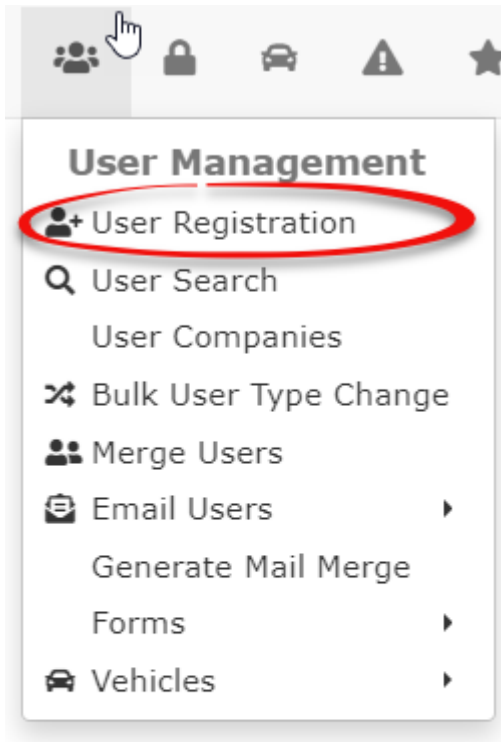 User Management
User Registration
User Search
User Companies
Bulk User Type Change
Merge Users
Email Users
Generate Mail Merge
Forms
Vehicles